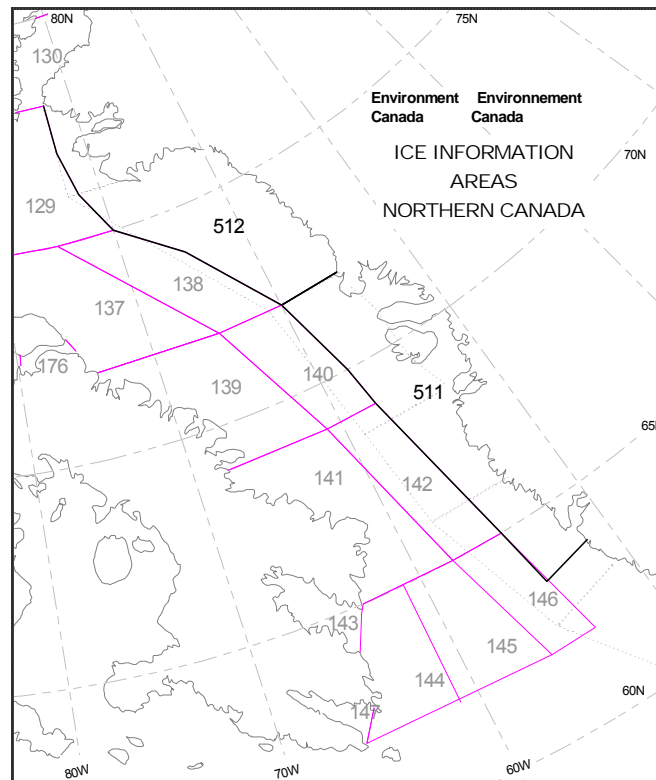 80N
75N
130
Environment Environnement
Canada Canada
ICE INFORMATION
AREAS
NORTHERN CANADA
70N
129
512
138
137
176
140
139
511
65N
141
142
146
143
145
144
147
60N
80W
70W
60W